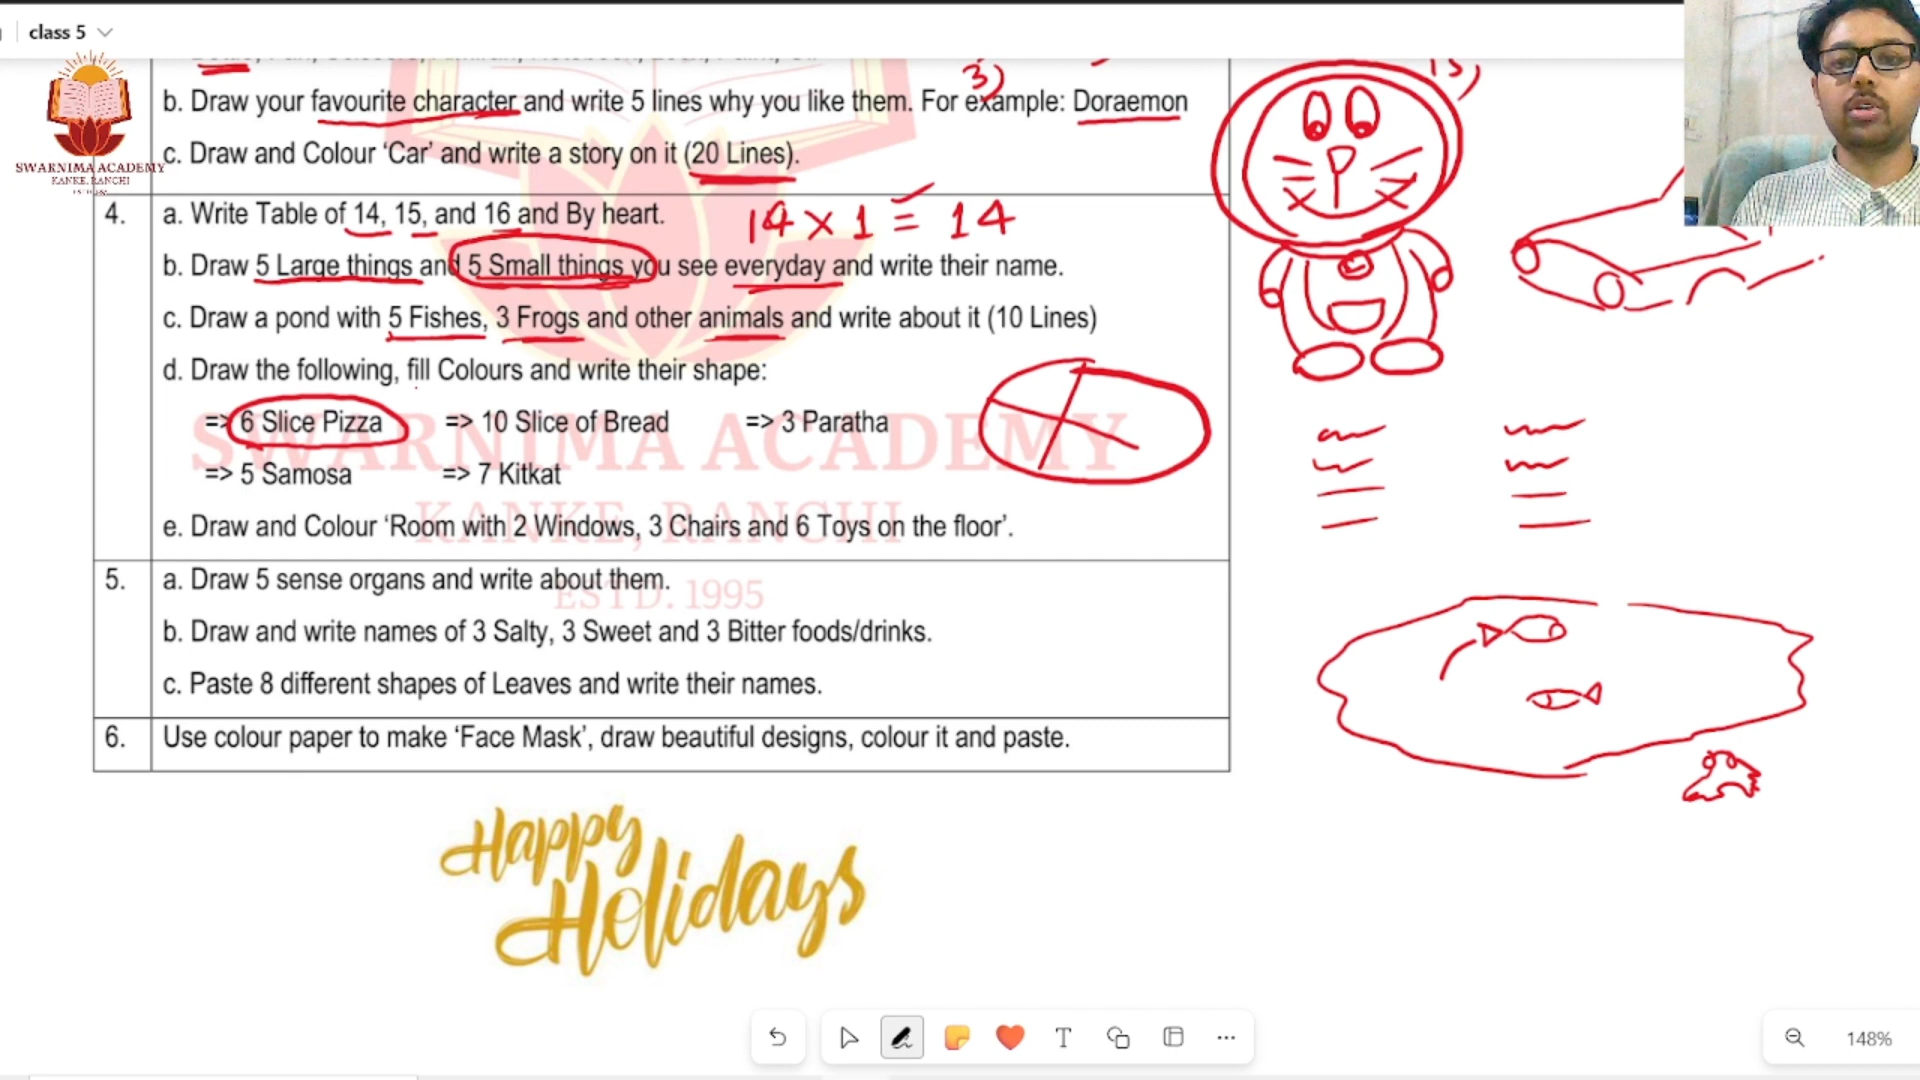 class 5
SWARNIMA ACADEMY
KANKE, RANCHI
3)
b. Draw your favourite character and write 5 lines why you like them. For example: Doraemon
c. Draw and Colour ‘Car’ and write a story on it (20 Lines).
4.
a. Write Table of 14, 15, and 16 and By heart.
14 x 1 = 14
b. Draw 5 Large things and 5 Small things you see everyday and write their name.
c. Draw a pond with 5 Fishes, 3 Frogs and other animals and write about it (10 Lines)
d. Draw the following, fill Colours and write their shape:
=> 6 Slice Pizza => 10 Slice of Bread => 3 Paratha
=> 5 Samosa => 7 Kitkat
e. Draw and Colour ‘Room with 2 Windows, 3 Chairs and 6 Toys on the floor’.
SWARNIMA ACADEMY
KANKE, RANCHI
ESTD. 1995
5.
a. Draw 5 sense organs and write about them.
b. Draw and write names of 3 Salty, 3 Sweet and 3 Bitter foods/drinks.
c. Paste 8 different shapes of Leaves and write their names.
6.
Use colour paper to make ‘Face Mask’, draw beautiful designs, colour it and paste.
Happy
Holidays
T
148%